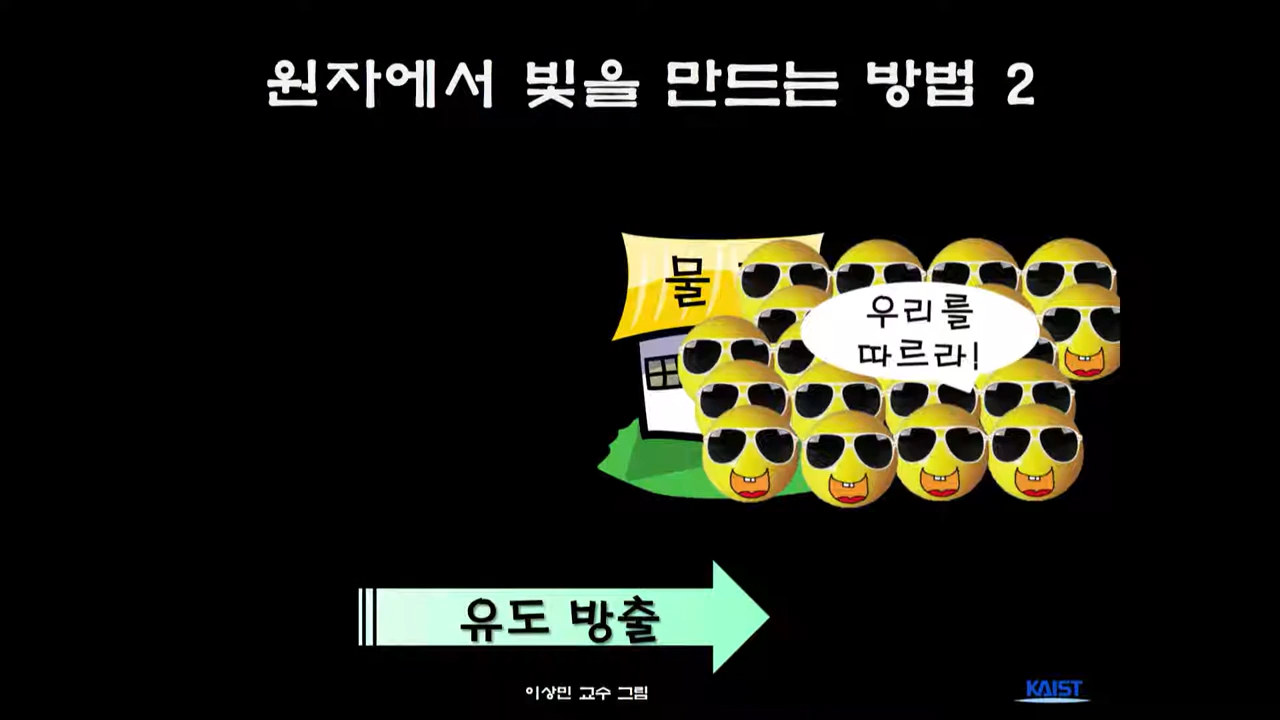 원자에서 빛을 만드는 방법 2
물
우리를
따르라!
유도 방출
이상민 교수 그림
KAIST